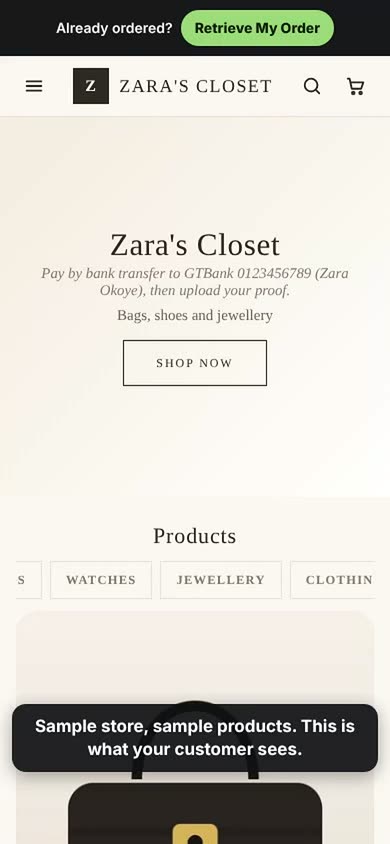 Already ordered? Retrieve My Order
Z ZARA'S CLOSET
Zara's Closet
Pay by bank transfer to GTBank 0123456789 (Zara
Okoye), then upload your proof.
Bags, shoes and jewellery
SHOP NOW
Products
S WATCHES JEWELLERY CLOTHIN
Sample store, sample products. This is
what your customer sees.